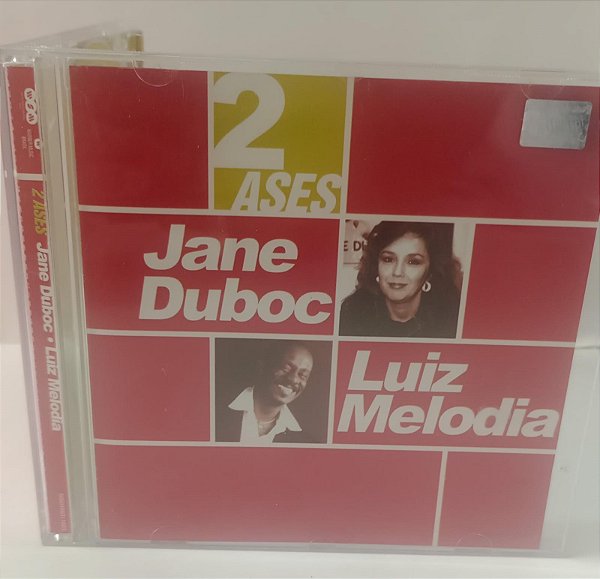 2
ASES
Jane
Duboc
Luiz
Melodia
2 ASES Jane Duboc • Luiz Melodia